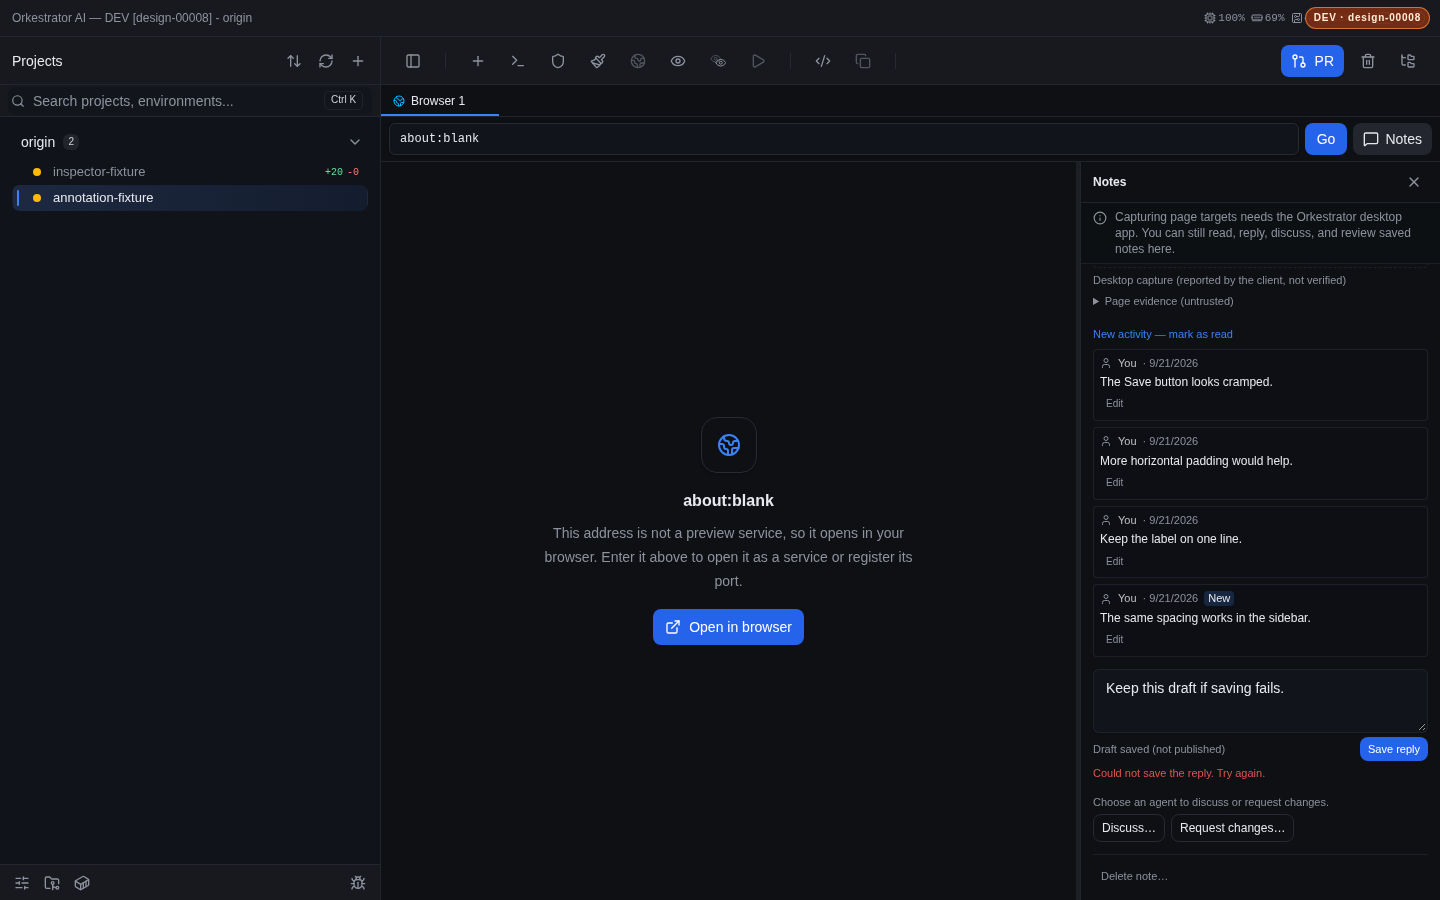 Orkestrator AI — DEV [design-00008] - origin
100% 69% DEV · design-00008
Projects
PR
Search projects, environments...
Ctrl K
Browser 1
about:blank
Go
Notes
origin 2
inspector-fixture +20 -0
annotation-fixture
about:blank
This address is not a preview service, so it opens in your
browser. Enter it above to open it as a service or register its
port.
Open in browser
Notes
Capturing page targets needs the Orkestrator desktop
app. You can still read, reply, discuss, and review saved
notes here.
Desktop capture (reported by the client, not verified)
Page evidence (untrusted)
New activity — mark as read
You · 9/21/2026
The Save button looks cramped.
Edit
You · 9/21/2026
More horizontal padding would help.
Edit
You · 9/21/2026
Keep the label on one line.
Edit
You · 9/21/2026 New
The same spacing works in the sidebar.
Edit
Keep this draft if saving fails.
Draft saved (not published)
Save reply
Could not save the reply. Try again.
Choose an agent to discuss or request changes.
Discuss…
Request changes…
Delete note…